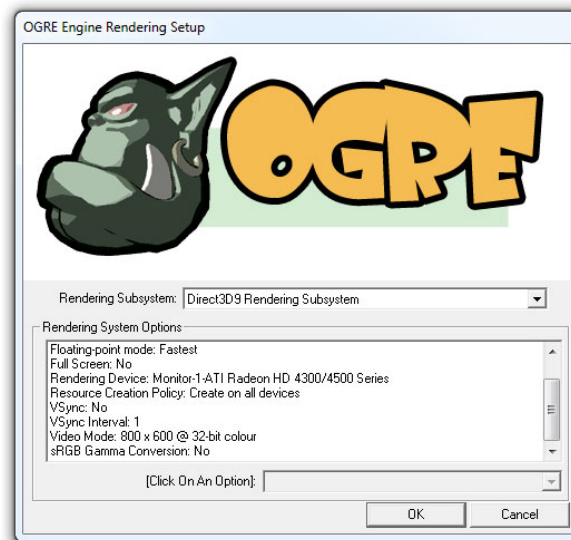 OGRE Engine Rendering Setup
OGRE
Rendering Subsystem: Direct3D9 Rendering Subsystem
Rendering System Options
Floating-point mode: Fastest
Full Screen: No
Rendering Device: Monitor-1-ATI Radeon HD 4300/4500 Series
Resource Creation Policy: Create on all devices
VSync: No
VSync Interval: 1
Video Mode: 800 x 600 @ 32-bit colour
sRGB Gamma Conversion: No
[Click On An Option]:
OK Cancel